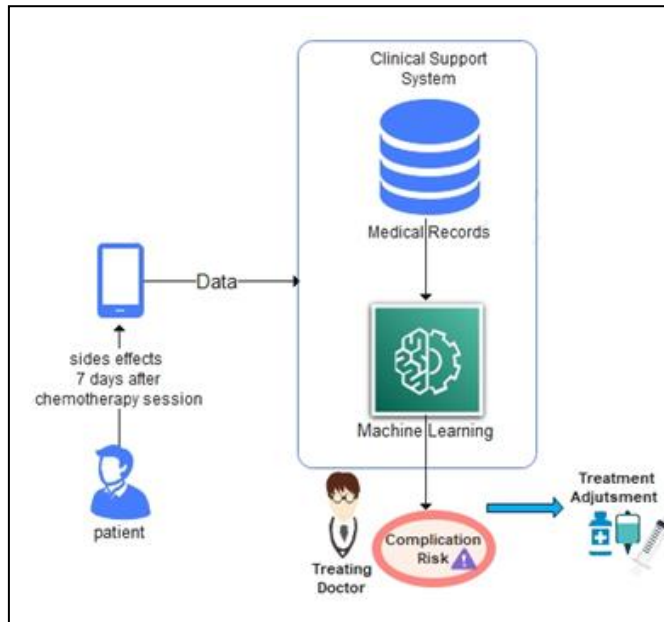 Clinical Support
System
Medical Records
Data
sides effects
7 days after
chemotherapy session
patient
Machine Learning
Treating
Doctor
Complication
Risk
Treatment
Adjutsment